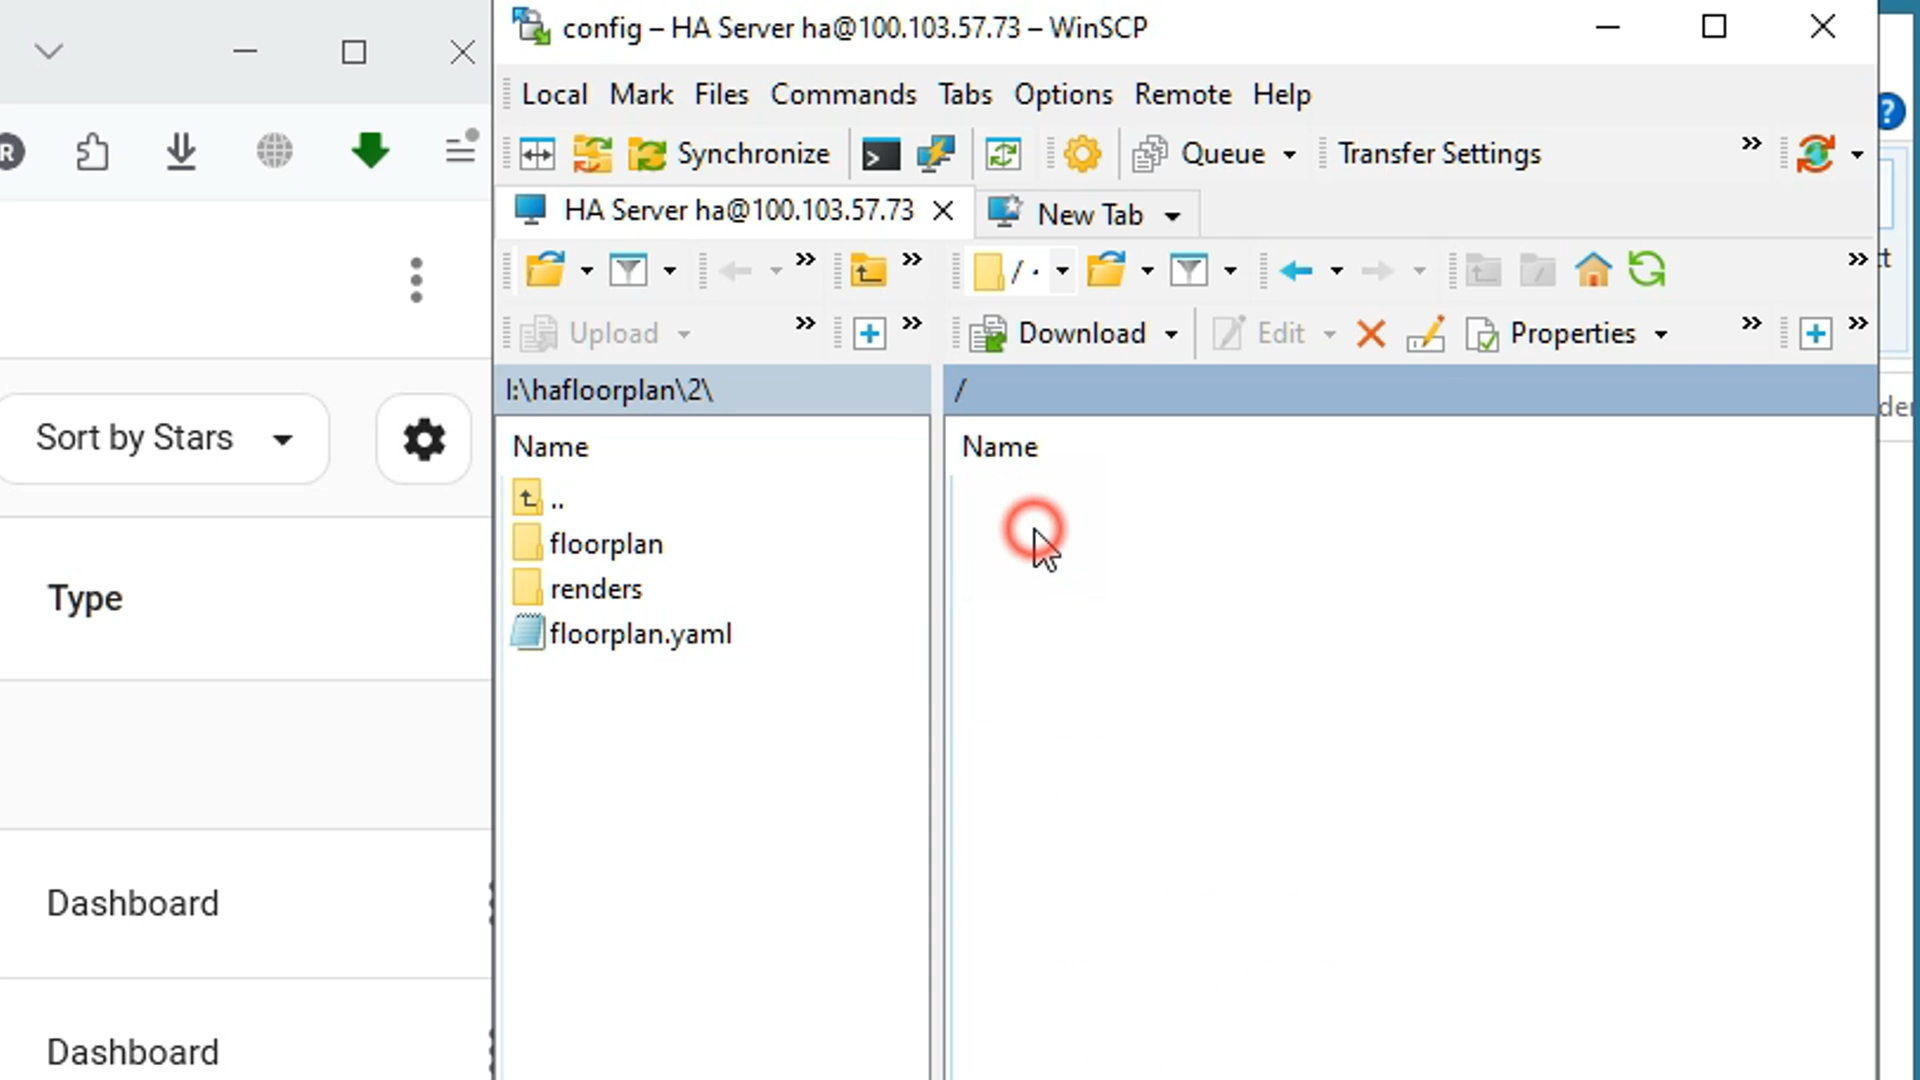 config – HA Server ha@100.103.57.73 – WinSCP
Local Mark Files Commands Tabs Options Remote Help
R
Synchronize
Queue
Transfer Settings
HA Server ha@100.103.57.73
New Tab
/
Upload
Download
Edit
Properties
I:\hafloorplan\2\
/
Sort by Stars
Name
Name
..
floorplan
renders
floorplan.yaml
Type
Dashboard
Dashboard